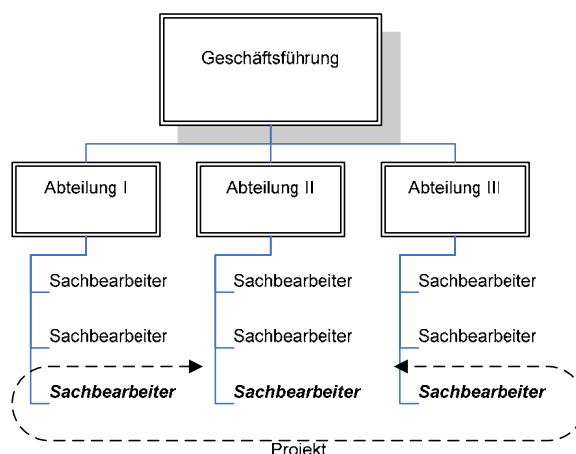 Geschäftsführung
Abteilung I
Abteilung II
Abteilung III
Sachbearbeiter
Sachbearbeiter
Sachbearbeiter
Sachbearbeiter
Sachbearbeiter
Sachbearbeiter
Sachbearbeiter
Sachbearbeiter
Sachbearbeiter
Projekt